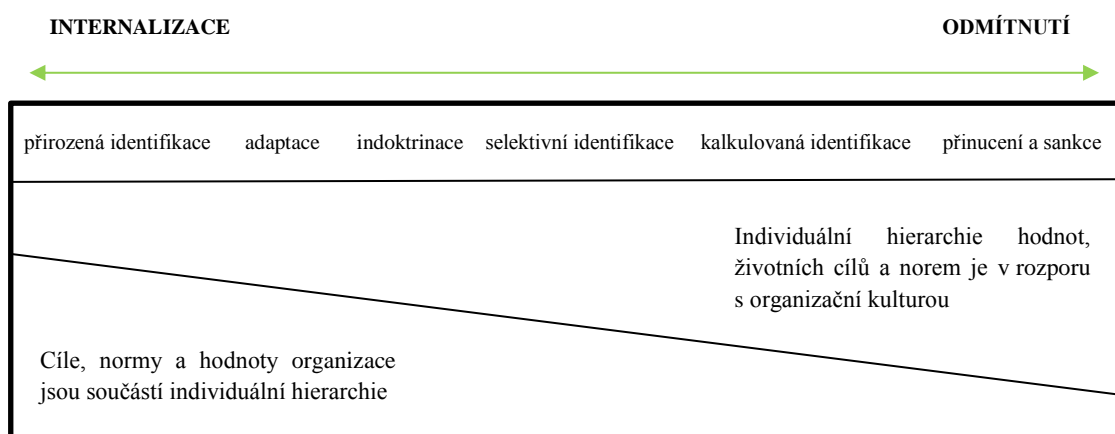 INTERNALIZACE ODMÍTNUTÍ
přirozená identifikace adaptace indoktrinace selektivní identifikace kalkulovaná identifikace přinucení a sankce
Individuální hierarchie hodnot,
životních cílů a norem je v rozporu
s organizační kulturou
Cíle, normy a hodnoty organizace
jsou součástí individuální hierarchie